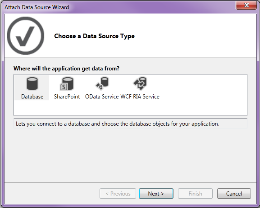 Attach Data Source Wizard
Choose a Data Source Type
Where will the application get data from?
Database
SharePoint
OData Service
WCF RIA Service
Lets you connect to a database and choose the database objects for your application.
< Previous
Next >
Finish
Cancel